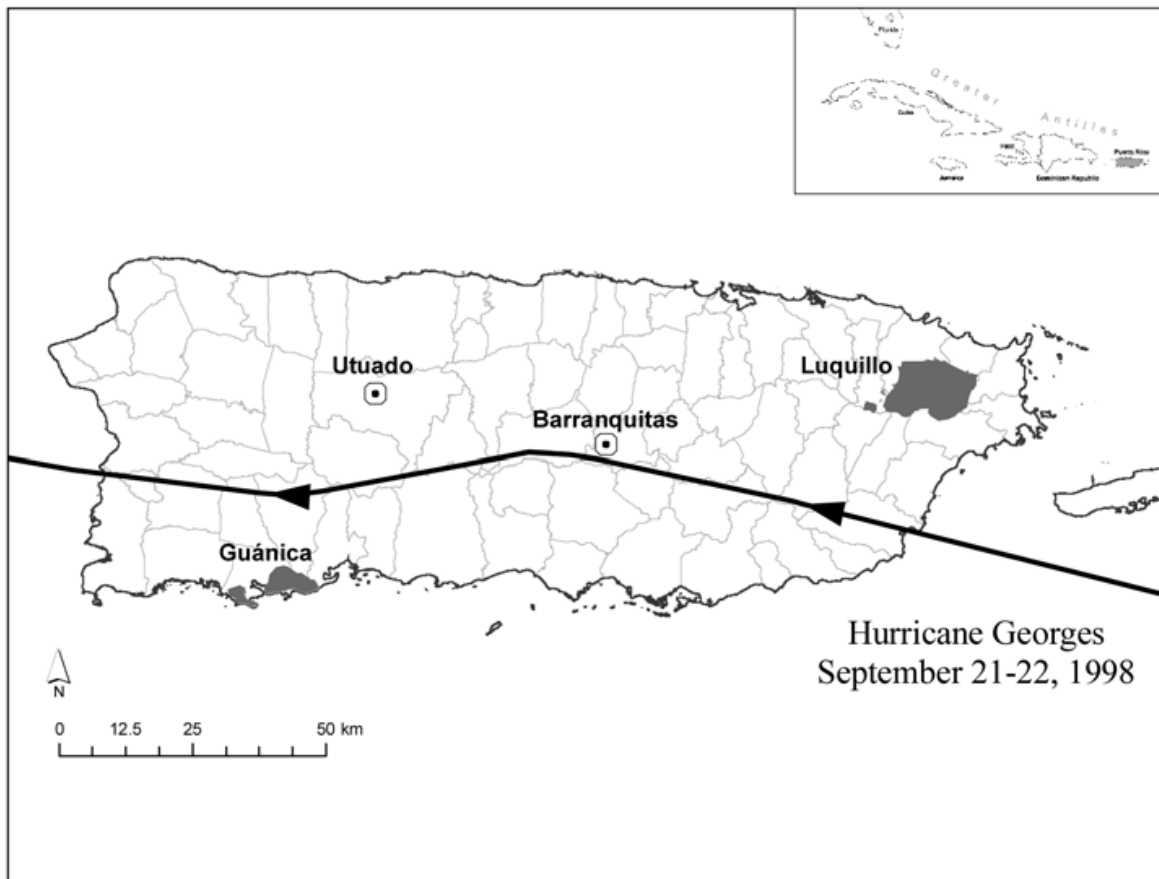 Florida
Greater
Antilles
Cuba
Haiti
Puerto Rico
Jamaica
Dominican Republic
Utuado
Luquillo
Barranquitas
Guánica
Hurricane Georges
September 21-22, 1998
N
0 12.5 25 50 km